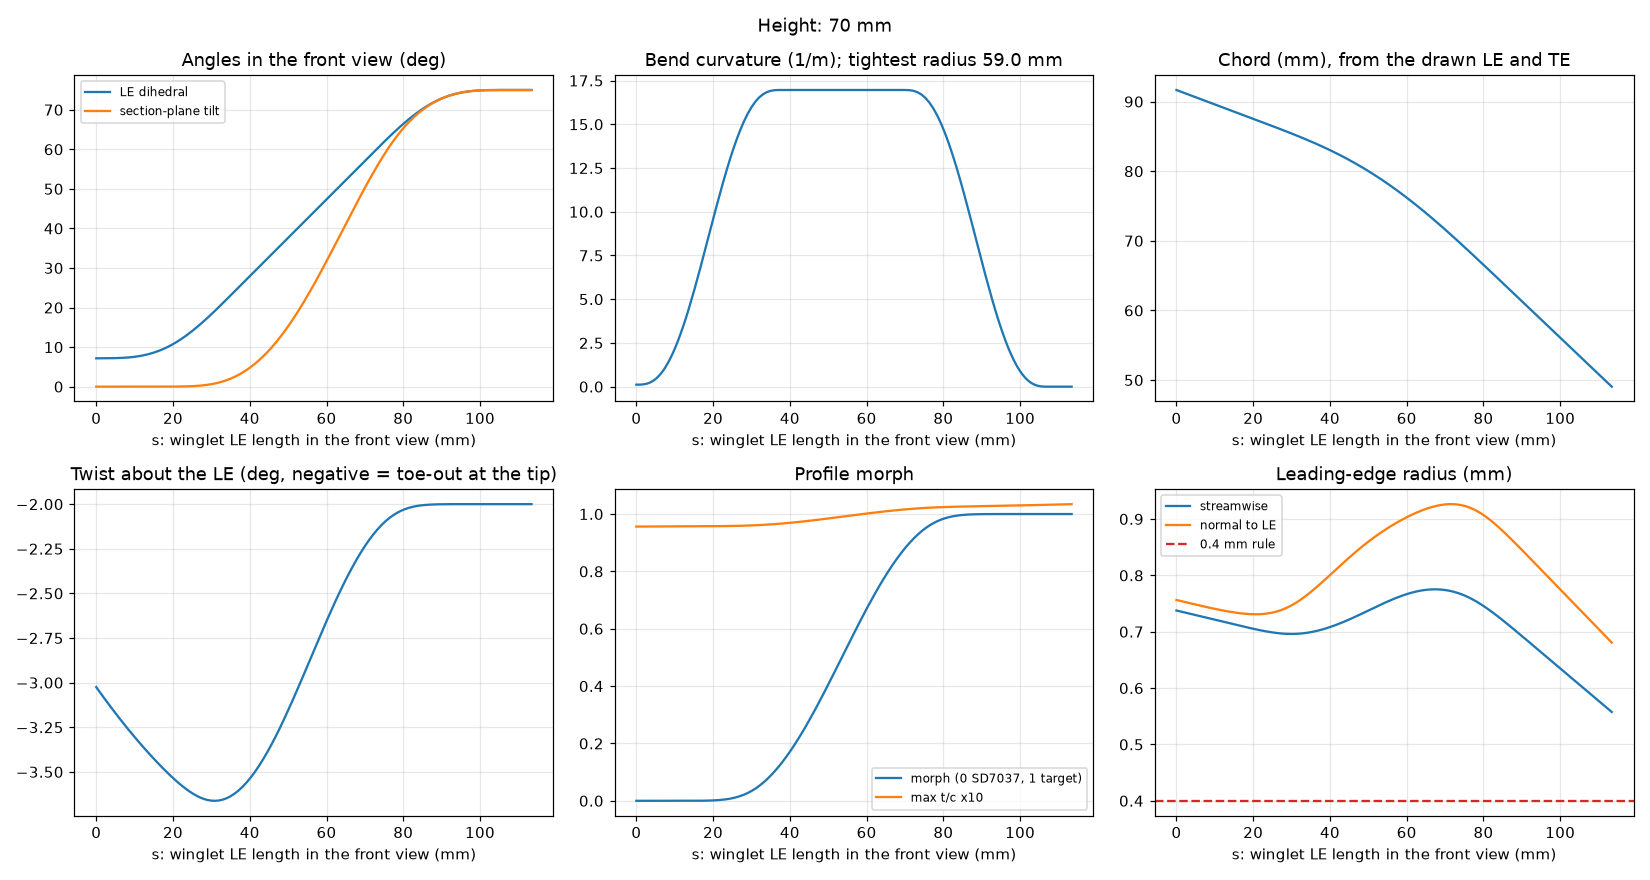 Height: 70 mm
Angles in the front view (deg)
LE dihedral
section-plane tilt
70
60
50
40
30
20
10
0
0 20 40 60 80 100
s: winglet LE length in the front view (mm)
Bend curvature (1/m); tightest radius 59.0 mm
17.5
15.0
12.5
10.0
7.5
5.0
2.5
0.0
0 20 40 60 80 100
s: winglet LE length in the front view (mm)
Chord (mm), from the drawn LE and TE
90
80
70
60
50
0 20 40 60 80 100
s: winglet LE length in the front view (mm)
Twist about the LE (deg, negative = toe-out at the tip)
−2.00
−2.25
−2.50
−2.75
−3.00
−3.25
−3.50
0 20 40 60 80 100
s: winglet LE length in the front view (mm)
Profile morph
1.0
0.8
0.6
0.4
0.2
0.0
morph (0 SD7037, 1 target)
max t/c x10
0 20 40 60 80 100
s: winglet LE length in the front view (mm)
Leading-edge radius (mm)
streamwise
normal to LE
0.4 mm rule
0.9
0.8
0.7
0.6
0.5
0.4
0 20 40 60 80 100
s: winglet LE length in the front view (mm)